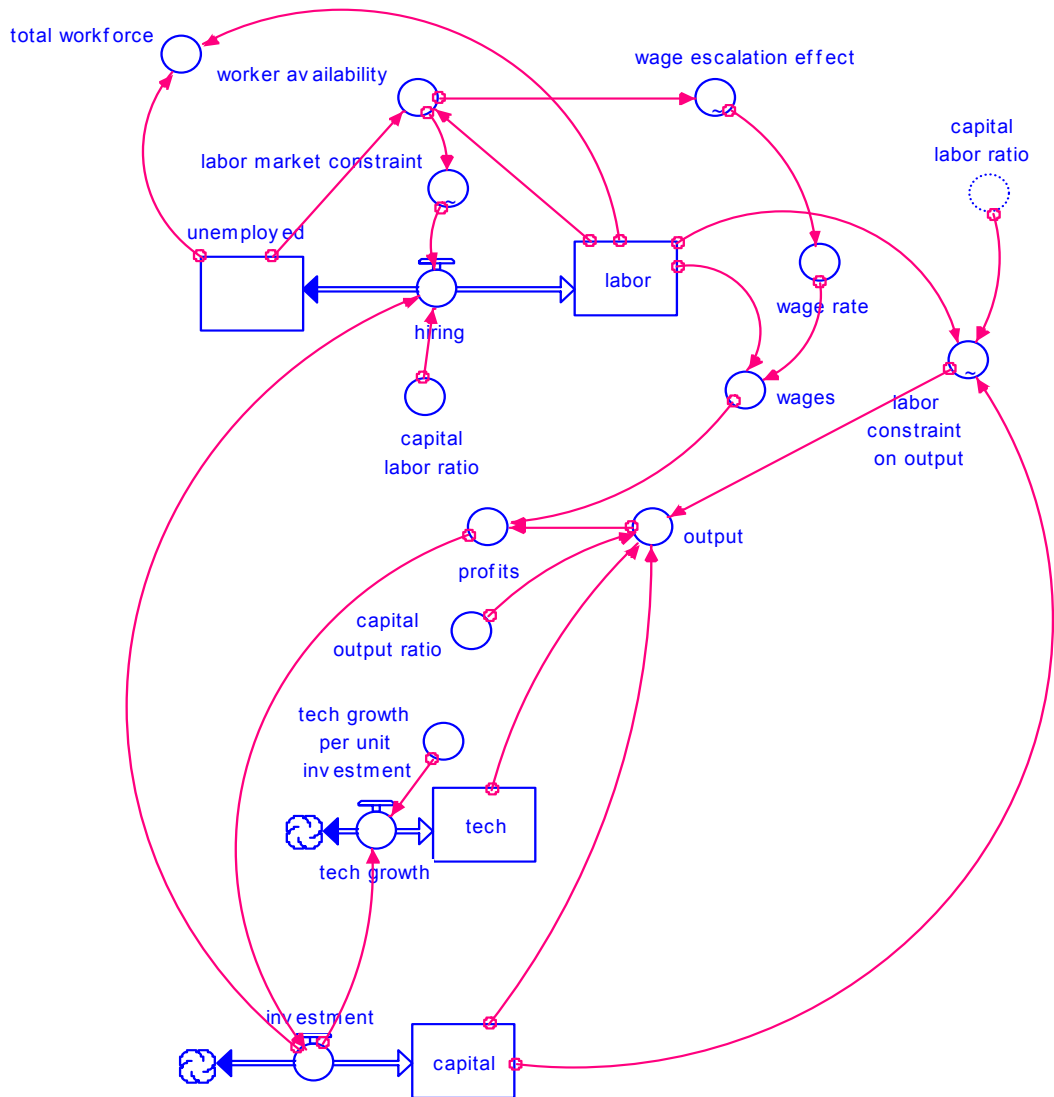 total workforce
worker availability
wage escalation effect
capital
labor ratio
labor market constraint
unemployed
labor
hiring
wage rate
capital
labor ratio
wages
labor
constraint
on output
profits
output
capital
output ratio
tech growth
per unit
investment
tech
tech growth
investment
capital
~
~
~